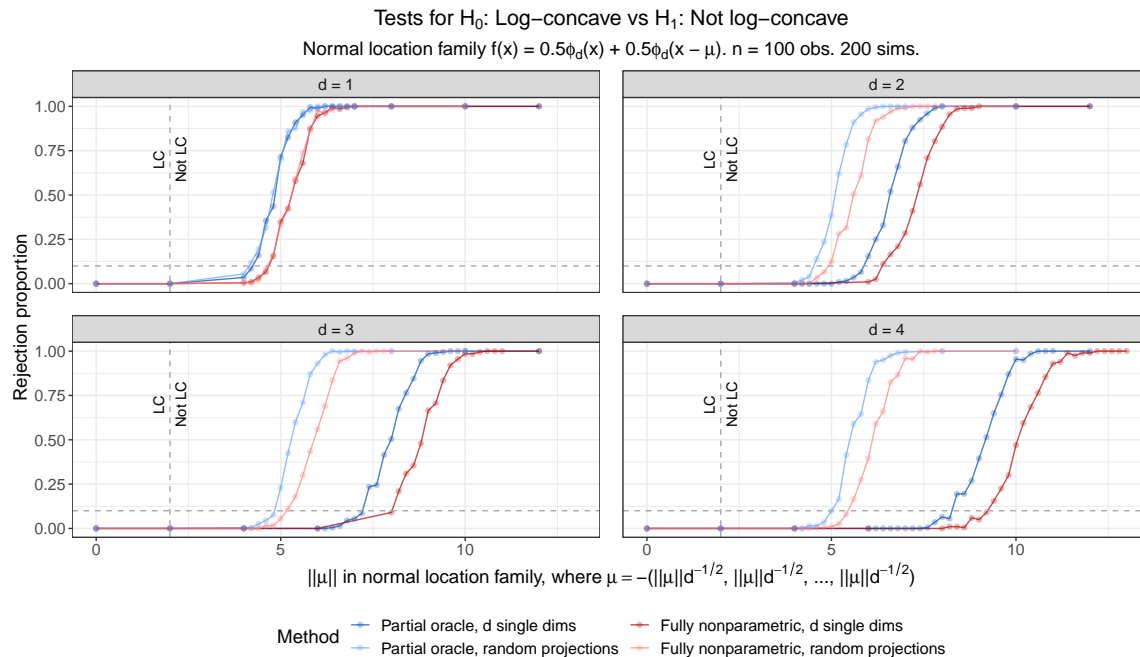 Tests for H₀: Log−concave vs H₁: Not log−concave
Normal location family f(x) = 0.5ϕ_d(x) + 0.5ϕ_d(x − μ). n = 100 obs. 200 sims.
d = 1
d = 2
1.00
0.75
0.50
0.25
0.00
LC
Not LC
LC
Not LC
d = 3
d = 4
1.00
0.75
0.50
0.25
0.00
LC
Not LC
LC
Not LC
0
5
10
0
5
10
Rejection proportion
||μ|| in normal location family, where μ = −(||μ||d^−1/2, ||μ||d^−1/2, ..., ||μ||d^−1/2)
Method
Partial oracle, d single dims
Fully nonparametric, d single dims
Partial oracle, random projections
Fully nonparametric, random projections